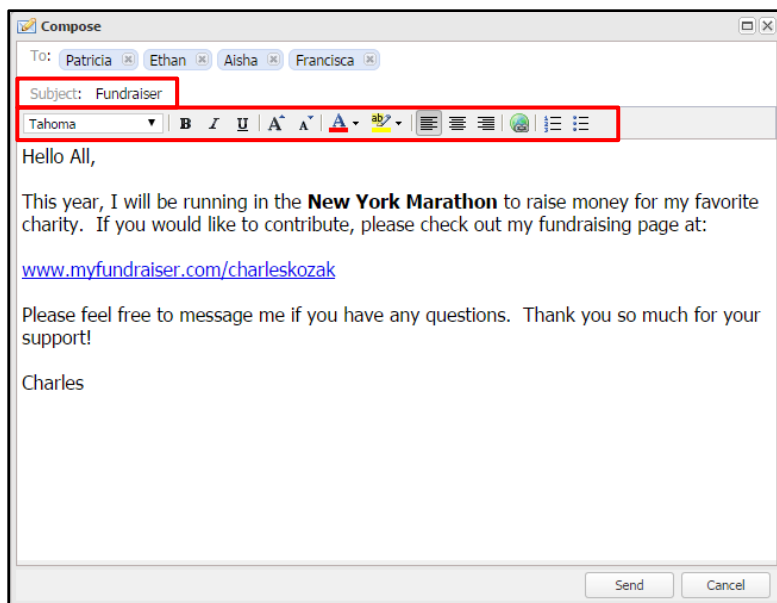 Compose
To: Patricia Ethan Aisha Francisca
Subject: Fundraiser
Tahoma B I U A A A ab
Hello All,
This year, I will be running in the New York Marathon to raise money for my favorite
charity.  If you would like to contribute, please check out my fundraising page at:
www.myfundraiser.com/charleskozak
Please feel free to message me if you have any questions.  Thank you so much for your
support!
Charles
Send Cancel